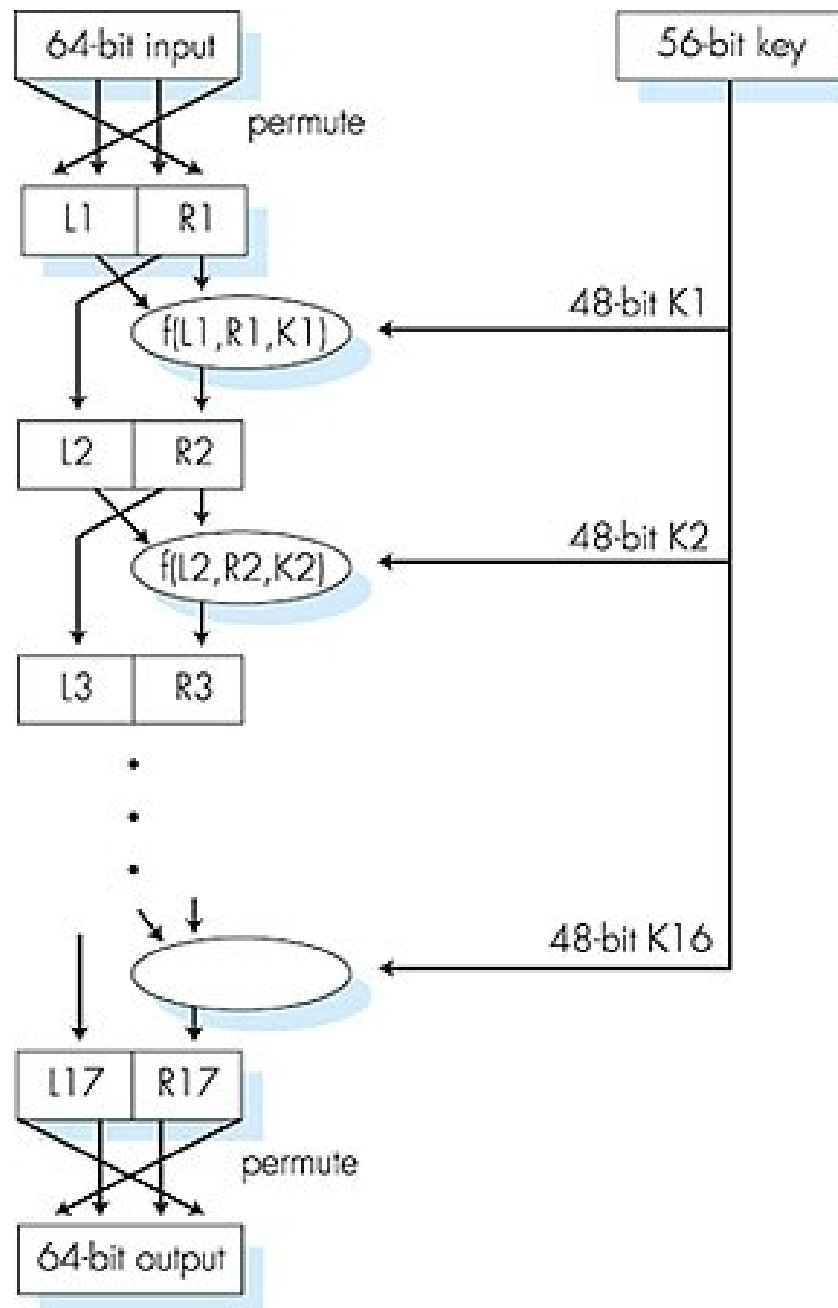 64-bit input
56-bit key
permute
L1
R1
48-bit K1
f(L1,R1,K1)
L2
R2
48-bit K2
f(L2,R2,K2)
L3
R3
48-bit K16
L17
R17
permute
64-bit output